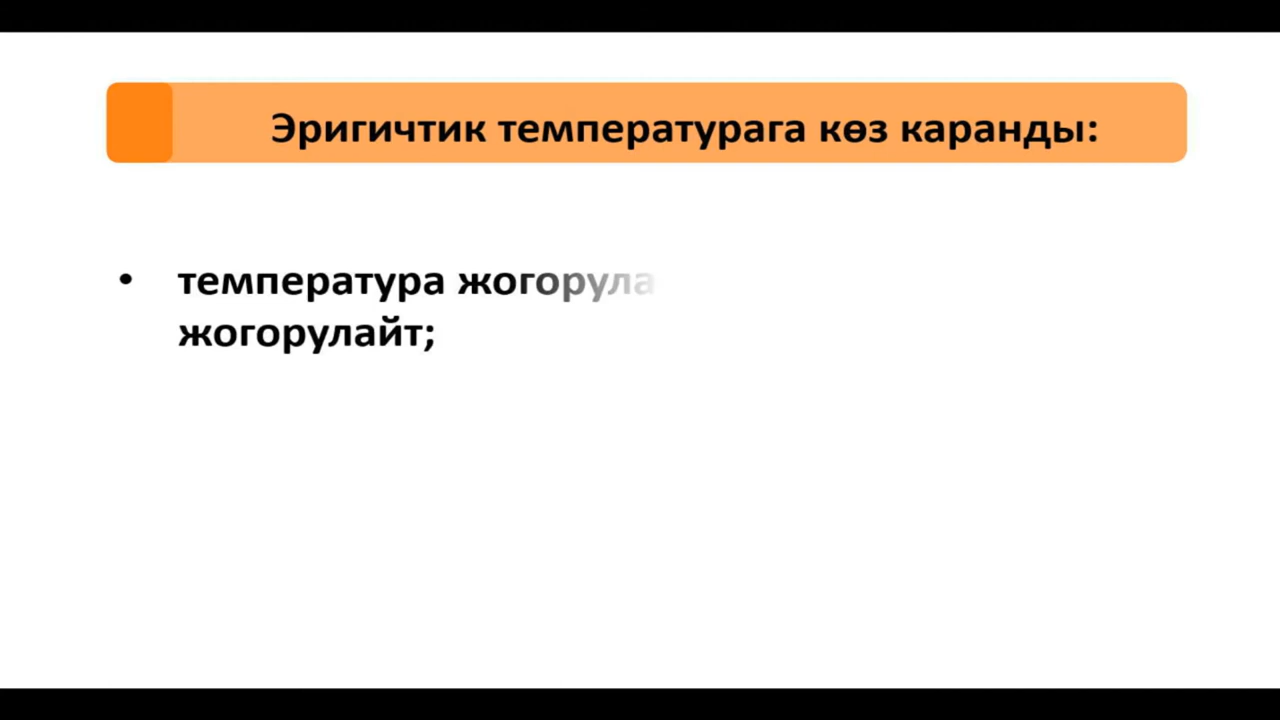 Эригичтик температурага көз каранды:
• температура жогорула
жогорулайт;